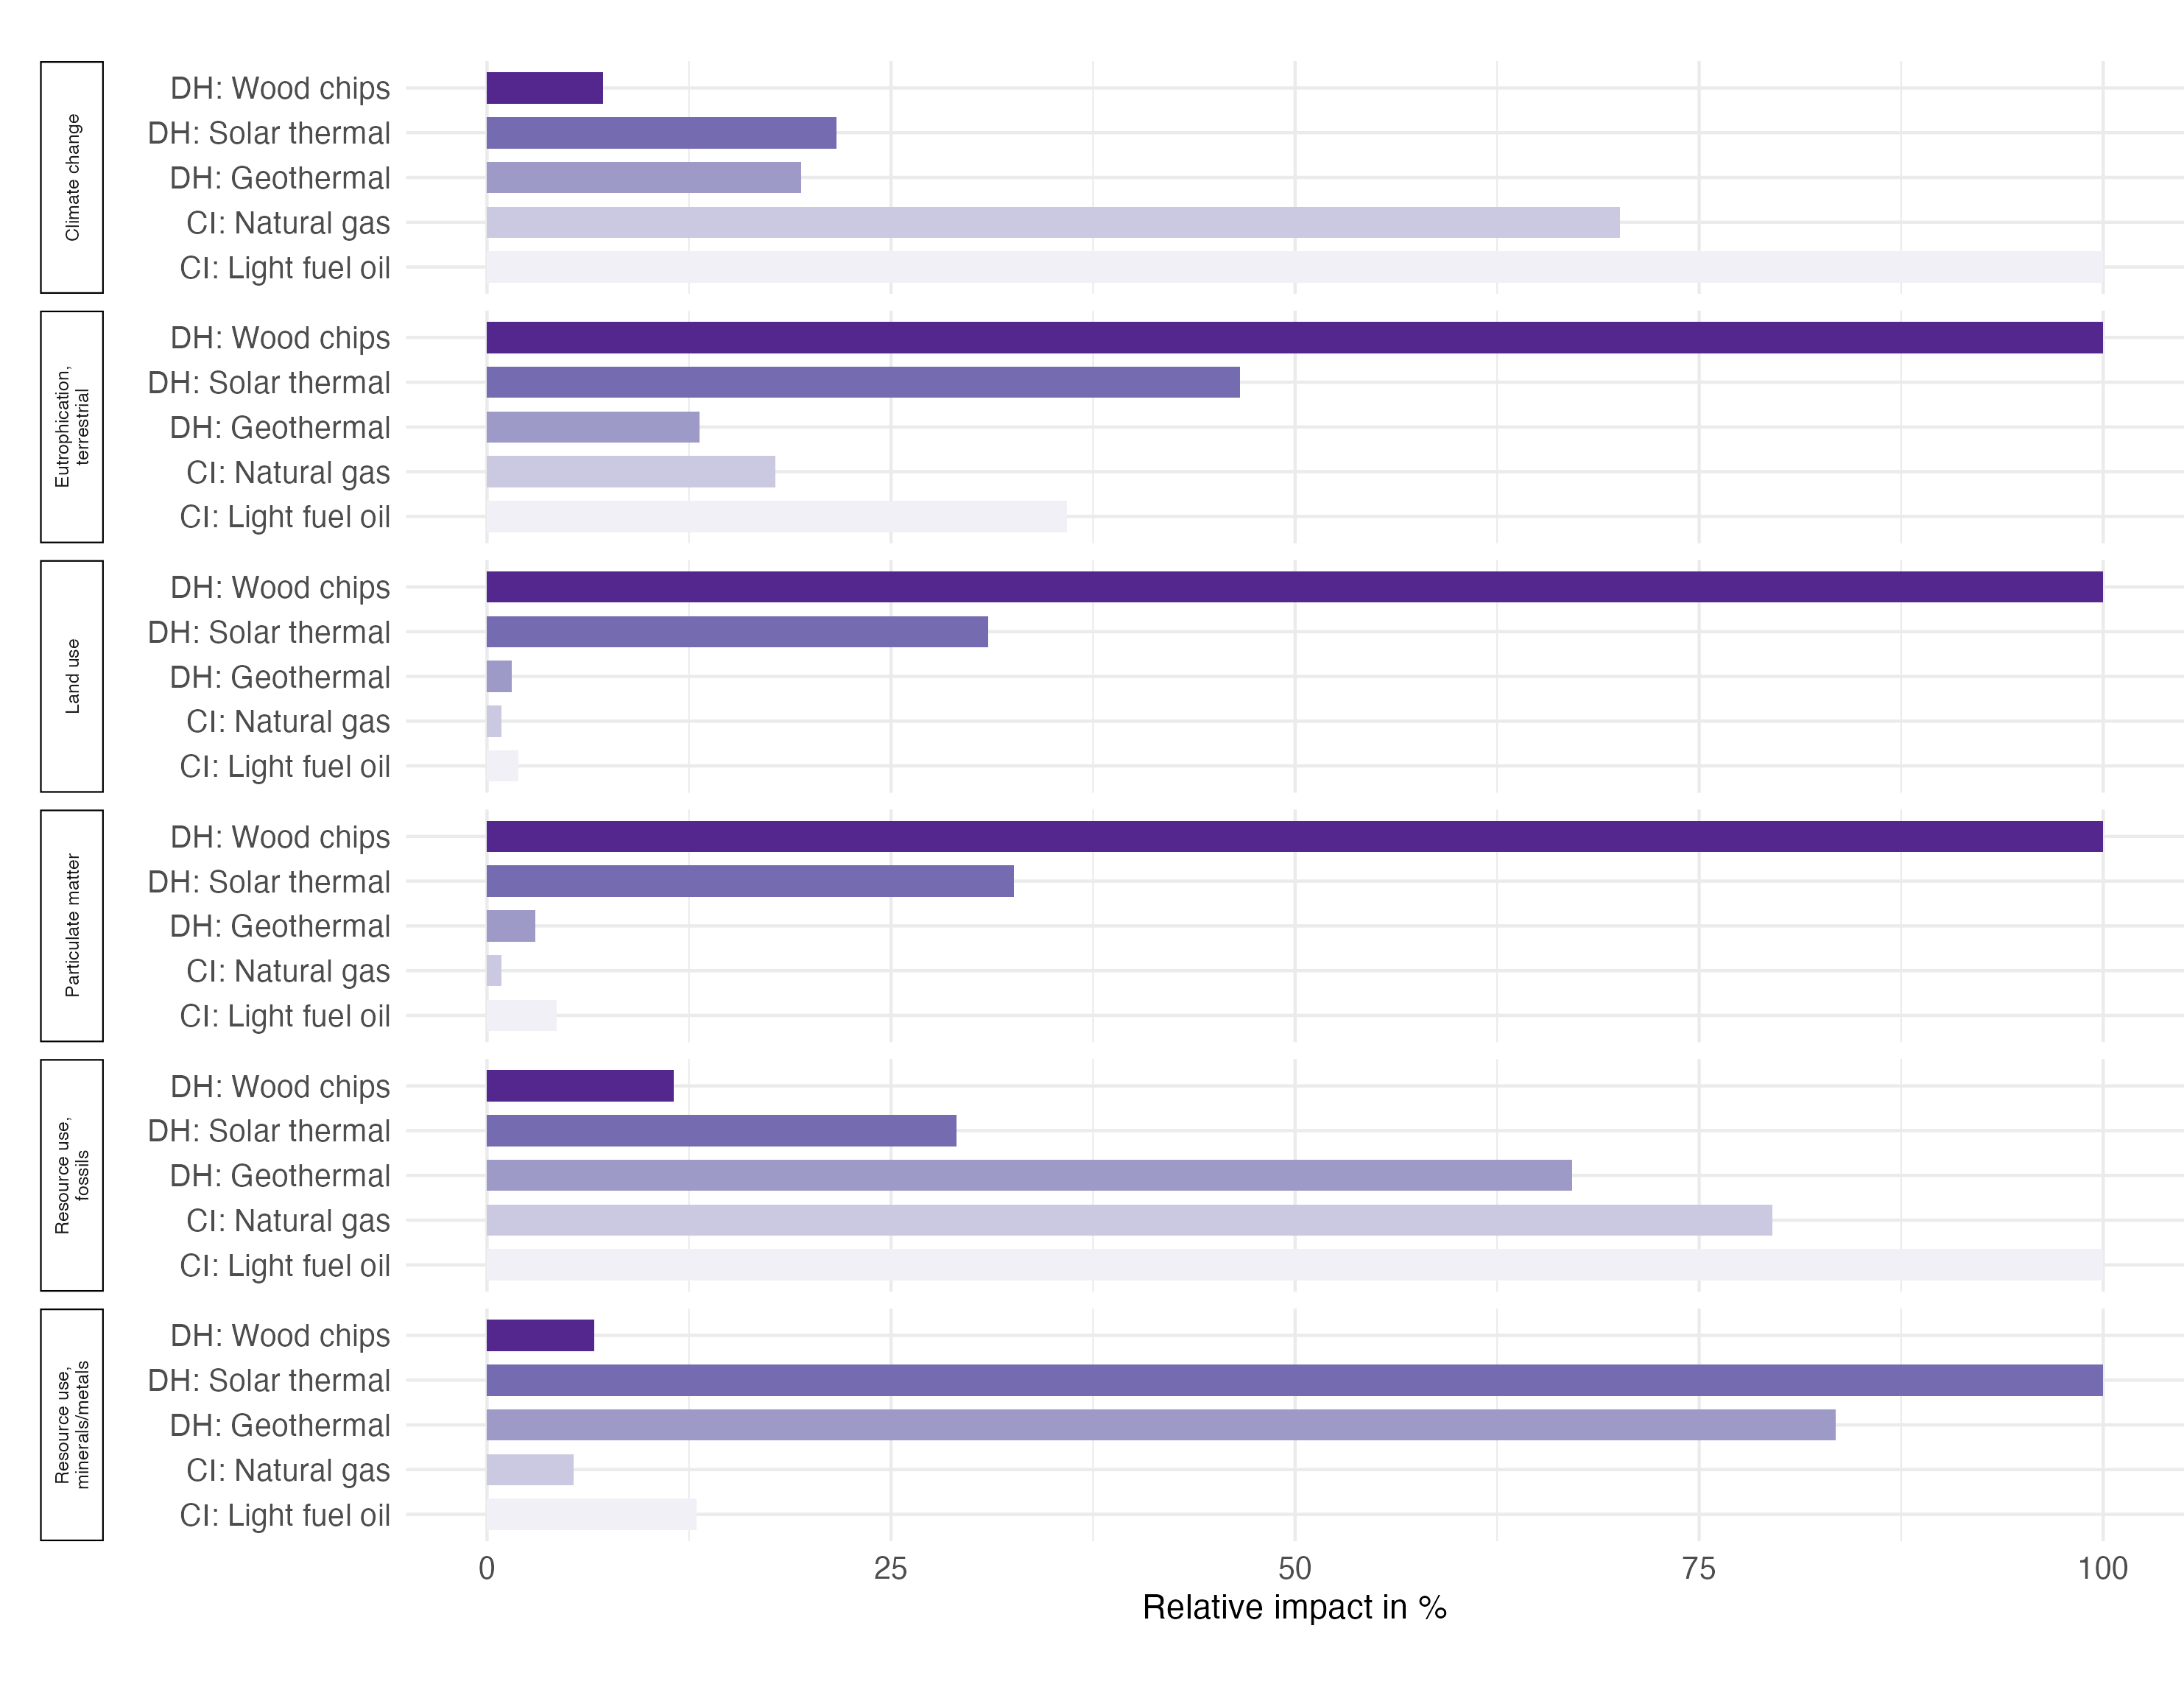 Climate change
DH: Wood chips
DH: Solar thermal
DH: Geothermal
CI: Natural gas
CI: Light fuel oil
Eutrophication,
terrestrial
DH: Wood chips
DH: Solar thermal
DH: Geothermal
CI: Natural gas
CI: Light fuel oil
Land use
DH: Wood chips
DH: Solar thermal
DH: Geothermal
CI: Natural gas
CI: Light fuel oil
Particulate matter
DH: Wood chips
DH: Solar thermal
DH: Geothermal
CI: Natural gas
CI: Light fuel oil
Resource use,
fossils
DH: Wood chips
DH: Solar thermal
DH: Geothermal
CI: Natural gas
CI: Light fuel oil
Resource use,
minerals/metals
DH: Wood chips
DH: Solar thermal
DH: Geothermal
CI: Natural gas
CI: Light fuel oil
0 25 50 75 100
Relative impact in %